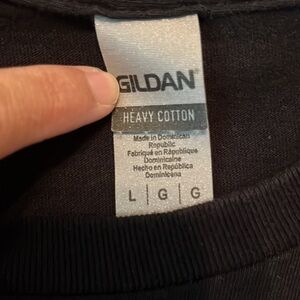 GILDAN®
HEAVY COTTON
Made in Dominican
Republic
Fabriqué en République
Dominicaine
Hecho en República
Dominicana
L | G | G